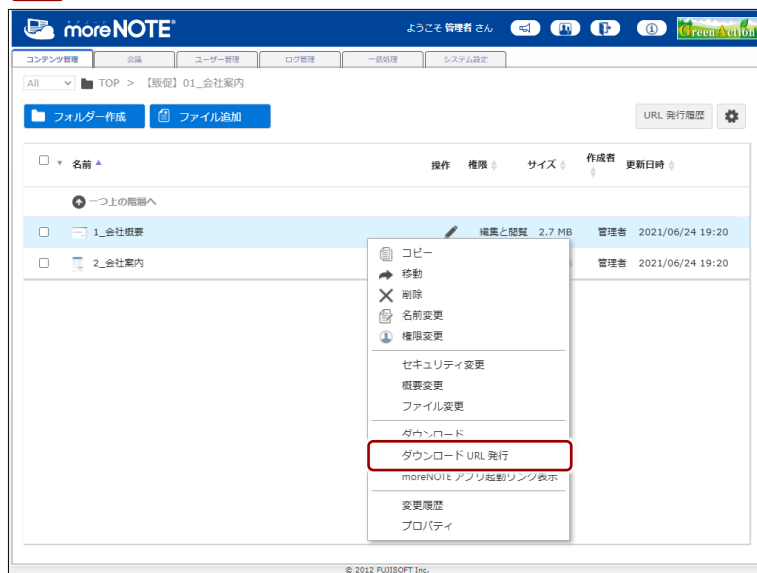 moreNOTE
ようこそ 管理者 さん
Green Action
コンテンツ管理 会議 ユーザー管理 ログ管理 一括処理 システム設定
All TOP > 【販促】01_会社案内
フォルダー作成 ファイル追加 URL 発行履歴
名前 操作 権限 サイズ 作成者 更新日時
一つ上の階層へ
1_会社概要 編集と閲覧 2.7 MB 管理者 2021/06/24 19:20
2_会社案内 管理者 2021/06/24 19:20
コピー
移動
削除
名前変更
権限変更
セキュリティ変更
概要変更
ファイル変更
ダウンロード
ダウンロード URL 発行
moreNOTE アプリ起動リンク表示
変更履歴
プロパティ
© 2012 FUJISOFT Inc.